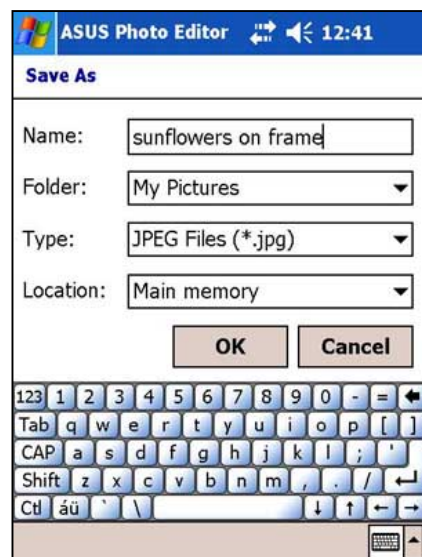 ASUS Photo Editor 12:41
Save As
Name: sunflowers on frame
Folder: My Pictures
Type: JPEG Files (*.jpg)
Location: Main memory
OK Cancel
123 1 2 3 4 5 6 7 8 9 0 - =
Tab q w e r t y u i o p [ ]
CAP a s d f g h j k l ; '
Shift z x c v b n m , . /
Ctl áü ` \